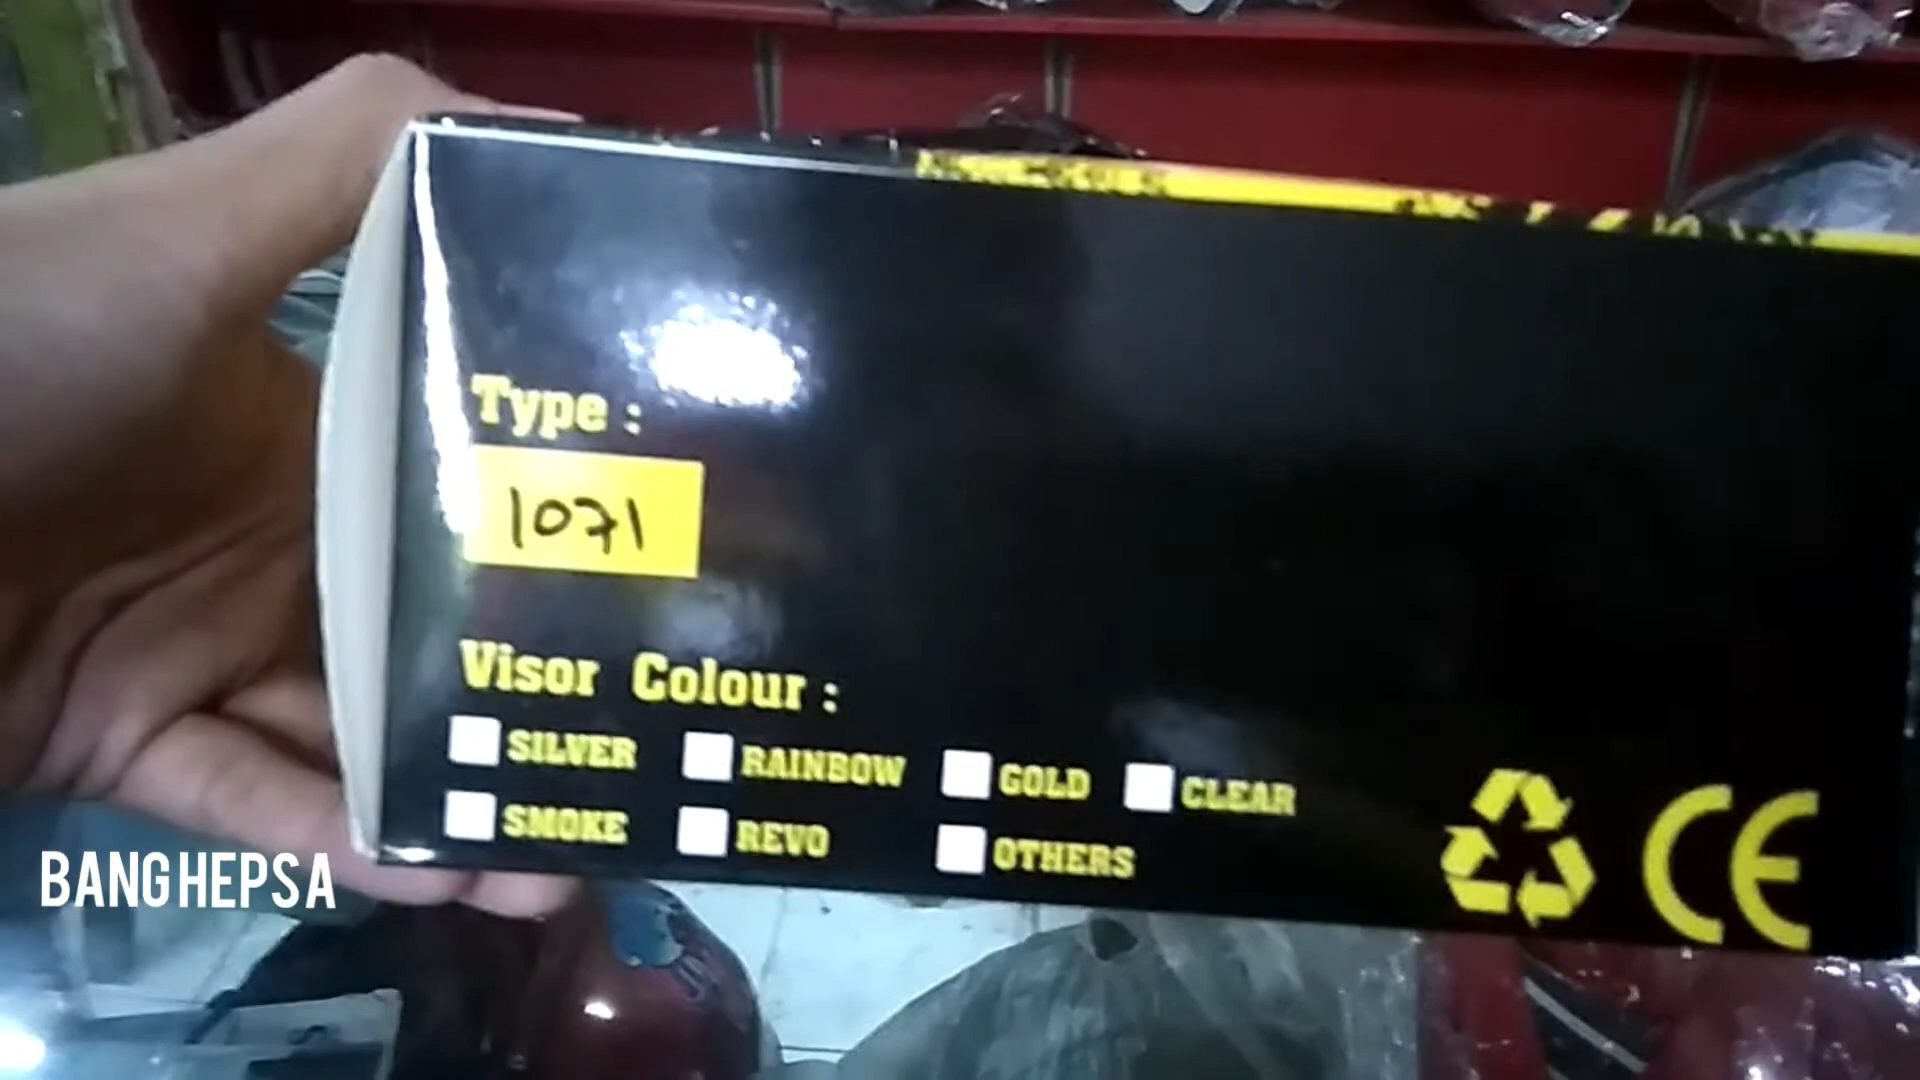 Type :
1071
Visor Colour :
SILVER RAINBOW GOLD CLEAR
SMOKE REVO OTHERS
CE
BANG HEPSA